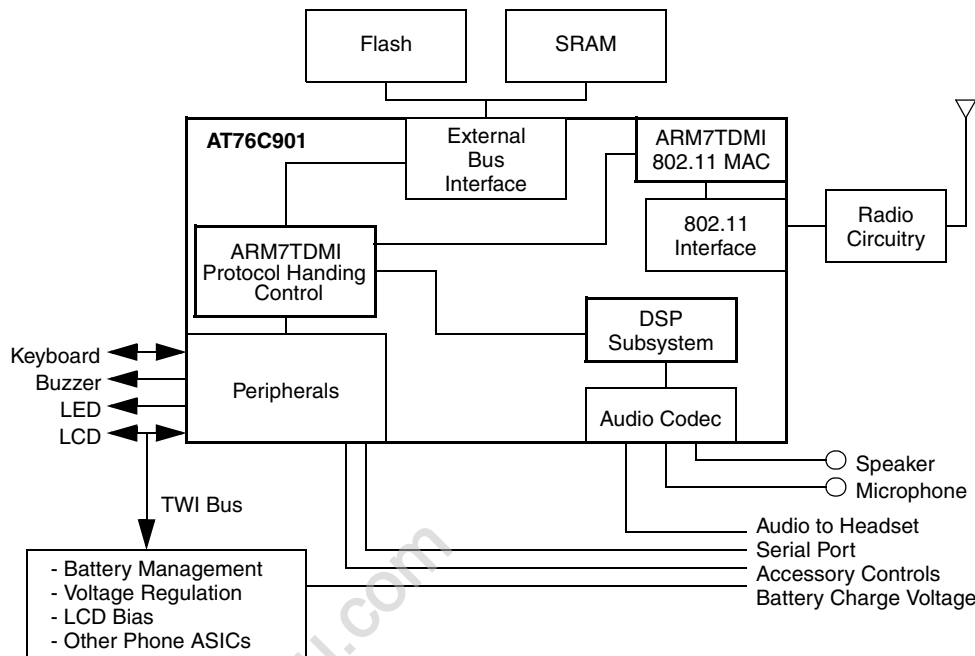 Flash
SRAM
AT76C901
External
Bus
Interface
ARM7TDMI
802.11 MAC
802.11
Interface
Radio
Circuitry
ARM7TDMI
Protocol Handing
Control
DSP
Subsystem
Keyboard
Buzzer
LED
LCD
Peripherals
Audio Codec
Speaker
Microphone
TWI Bus
Audio to Headset
Serial Port
Accessory Controls
Battery Charge Voltage
- Battery Management
- Voltage Regulation
- LCD Bias
- Other Phone ASICs